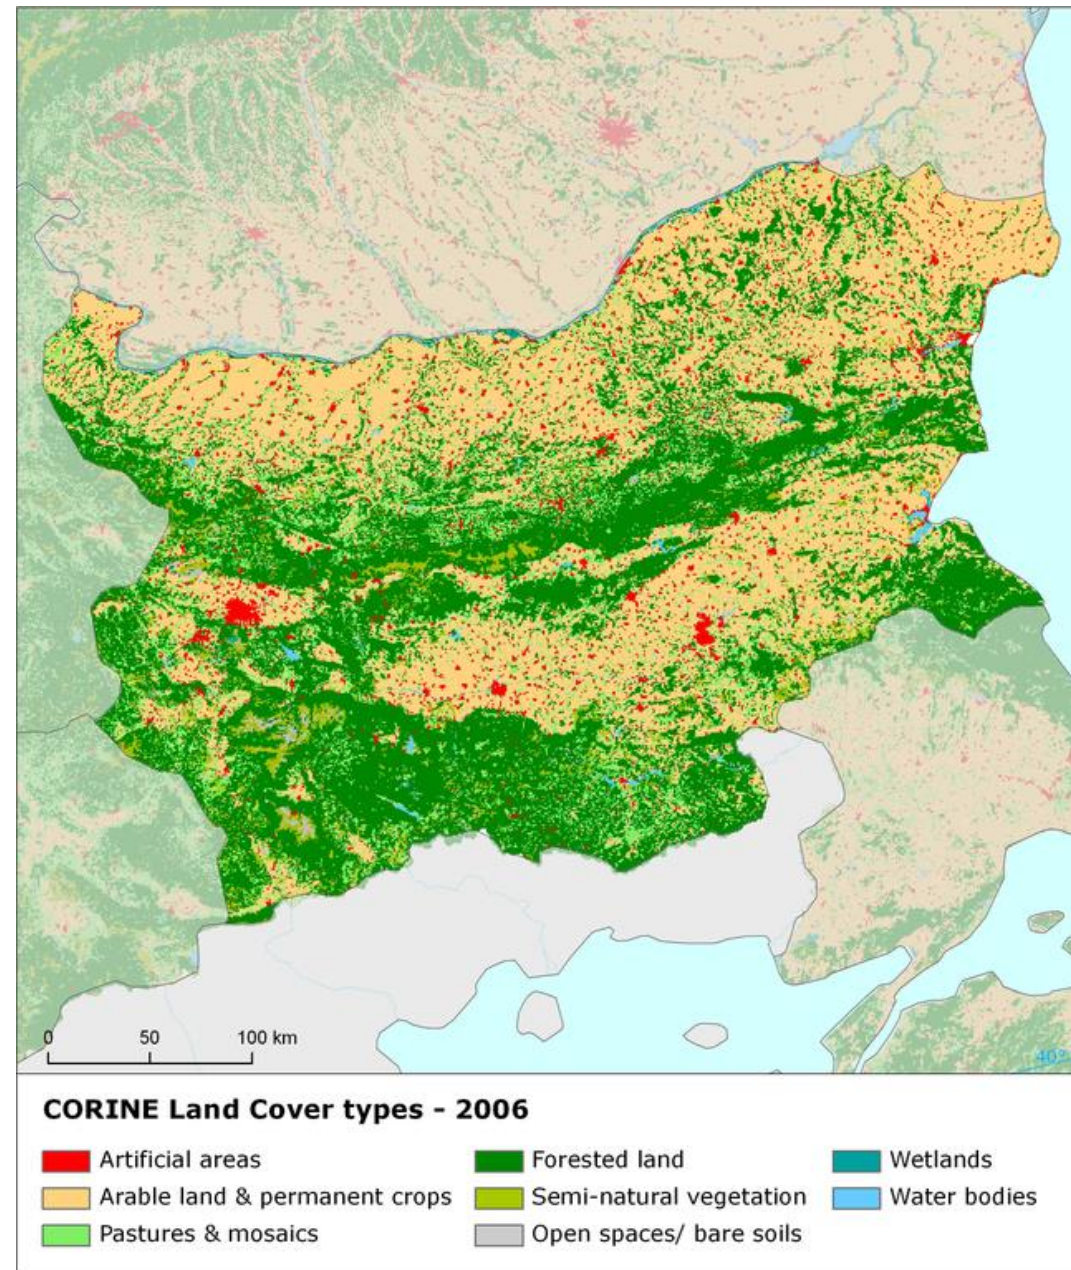 0 50 100 km
40°
CORINE Land Cover types - 2006
Artificial areas
Forested land
Wetlands
Arable land & permanent crops
Semi-natural vegetation
Water bodies
Pastures & mosaics
Open spaces/ bare soils